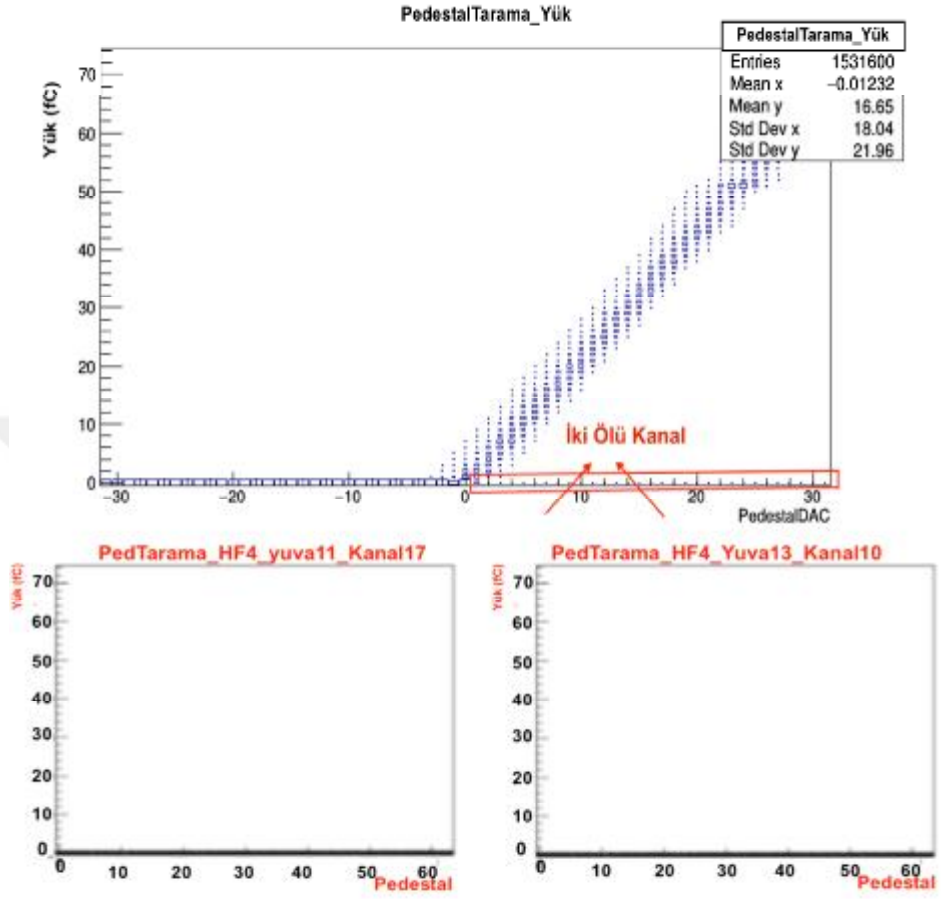 PedestalTarama_Yük
PedestalTarama_Yük
Entries 1531600
Mean x −0.01232
Mean y 16.65
Std Dev x 18.04
Std Dev y 21.96
Yük (fC)
70
60
50
40
30
20
10
0
İki Ölü Kanal
−30 −20 −10 0 10 20 30
PedestalDAC
PedTarama_HF4_yuva11_Kanal17
Yük (fC)
70
60
50
40
30
20
10
0
0 10 20 30 40 50 60
Pedestal
PedTarama_HF4_Yuva13_Kanal10
Yük (fC)
70
60
50
40
30
20
10
0
0 10 20 30 40 50 60
Pedestal